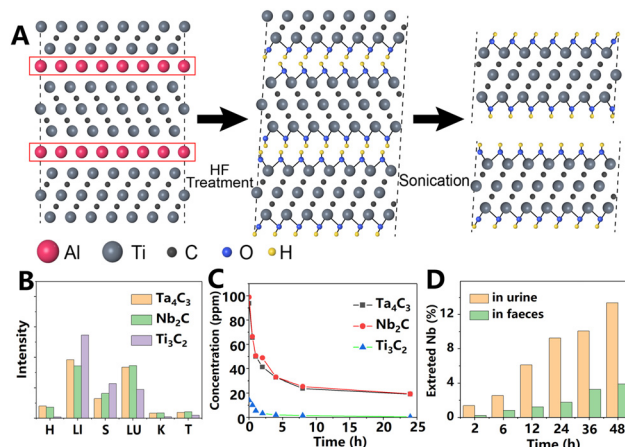 A
HF
Treatment
Sonication
Al Ti C O H
B
Intensity
Ta4C3
Nb2C
Ti3C2
H LI S LU K T
C
Concentration (ppm)
100
80
60
40
20
0
Ta4C3
Nb2C
Ti3C2
0 5 10 15 20 25
Time (h)
D
Extreted Nb (%)
12
8
4
0
in urine
in faeces
2 6 12 24 36 48
Time (h)